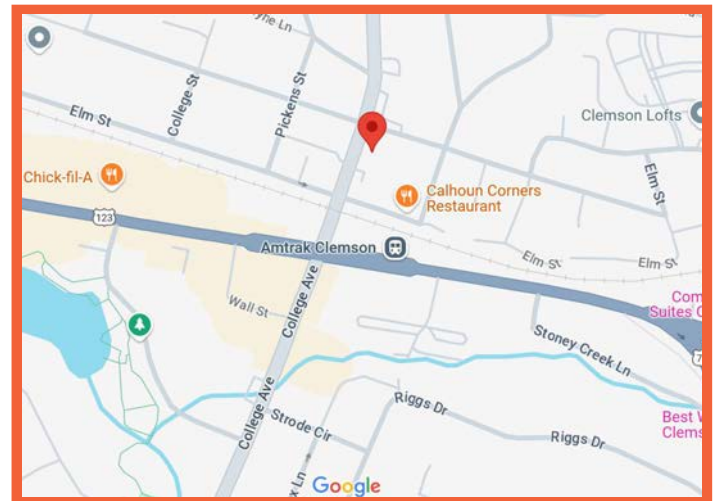 College St
Pickens St
Elm St
Clemson Lofts
Chick-fil-A
Calhoun Corners
Restaurant
Elm St
123
Amtrak Clemson
Elm St
Elm St
College Ave
Wall St
Stoney Creek Ln
College Ave
Strode Cir
Riggs Dr
Riggs Dr
Google